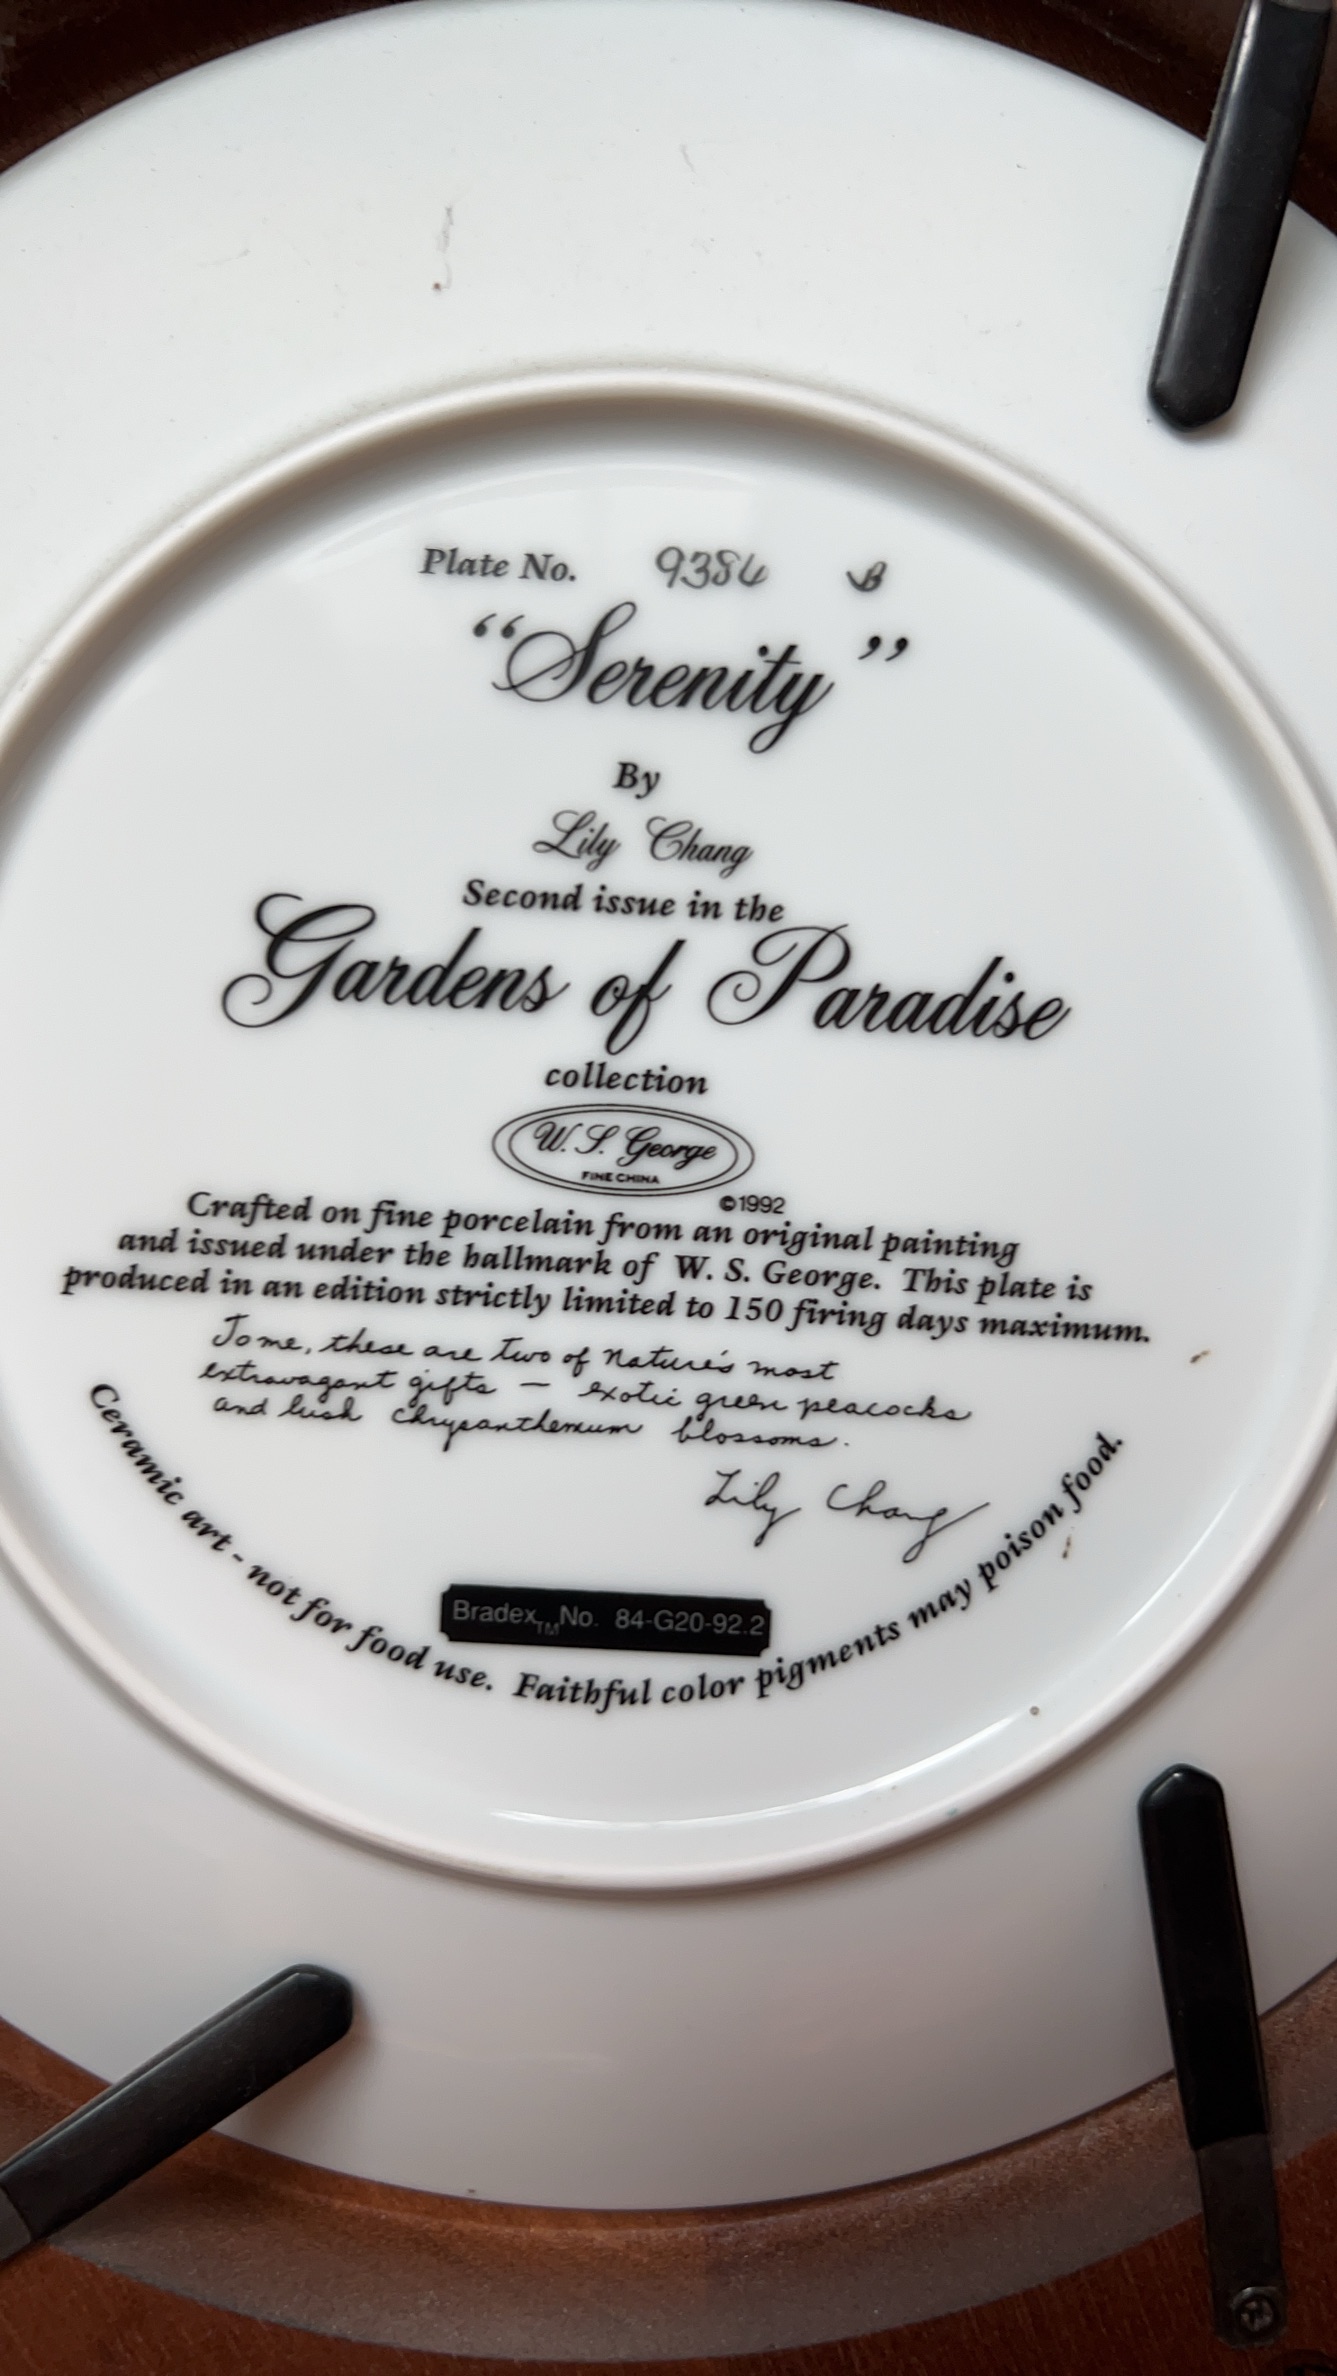 Plate No. 9384 B
“Serenity”
By
Lily Chang
Second issue in the
Gardens of Paradise
collection
W. S. George
FINE CHINA
©1992
Crafted on fine porcelain from an original painting
and issued under the hallmark of W. S. George. This plate is
produced in an edition strictly limited to 150 firing days maximum.
To me, these are two of Nature's most
extravagant gifts — exotic green peacocks
and lush chrysanthemum blossoms.
Lily Chang
Bradex™ No. 84-G20-92.2
Ceramic art - not for food use. Faithful color pigments may poison food.